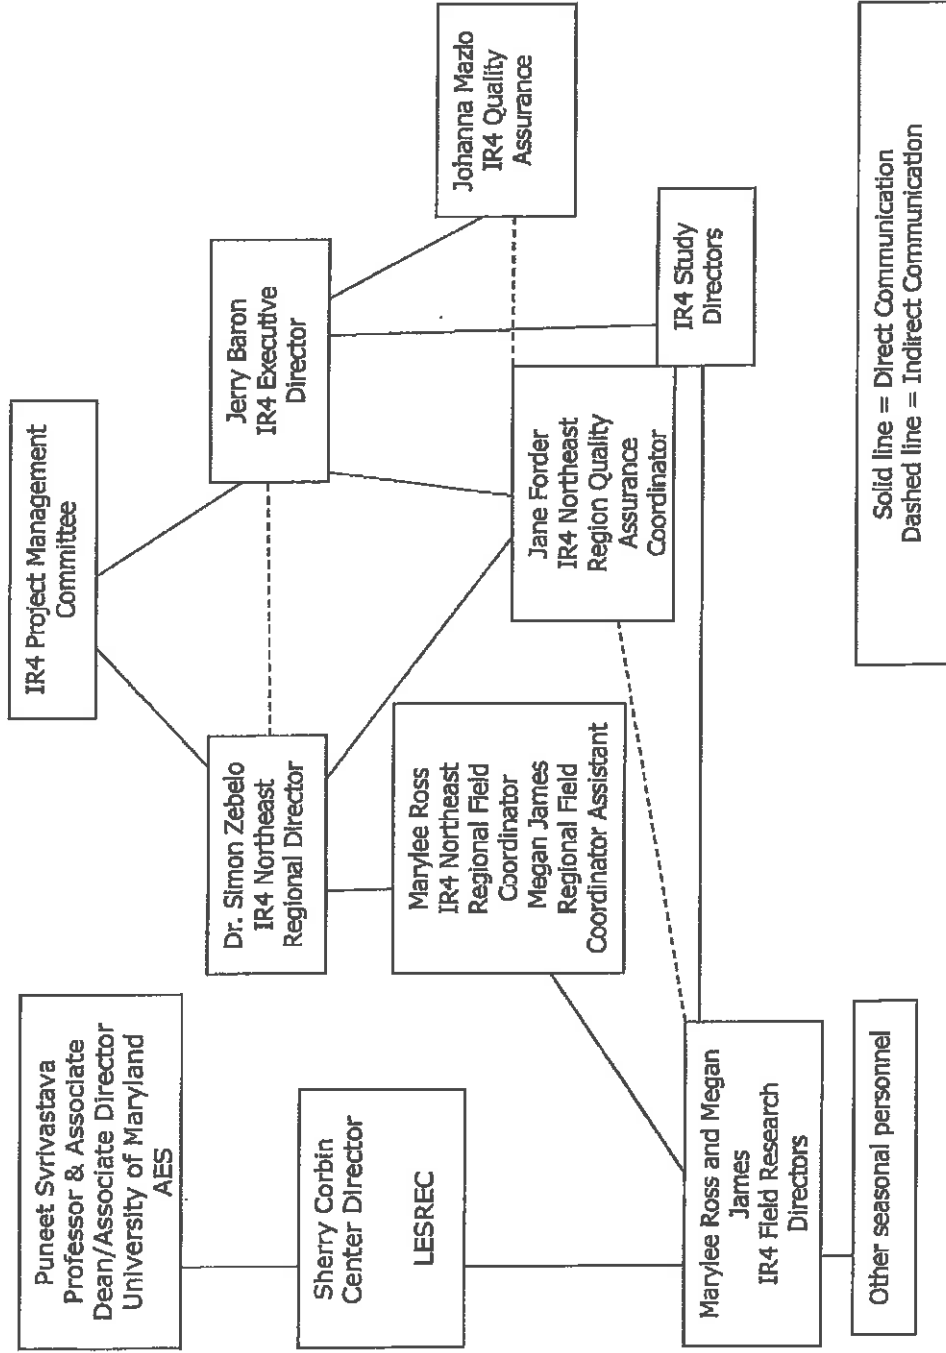 Puneet Svrivastava
Professor & Associate
Dean/Associate Director
University of Maryland
AES
IR4 Project Management
Committee
Dr. Simon Zebelo
IR4 Northeast
Regional Director
Jerry Baron
IR4 Executive
Director
Sherry Corbin
Center Director
LESREC
Marylee Ross
IR4 Northeast
Regional Field
Coordinator
Megan James
Regional Field
Coordinator Assistant
Jane Forder
IR4 Northeast
Region Quality
Assurance
Coordinator
Johanna Mazlo
IR4 Quality
Assurance
IR4 Study
Directors
Marylee Ross and Megan
James
IR4 Field Research
Directors
Other seasonal personnel
Solid line = Direct Communication
Dashed line = Indirect Communication